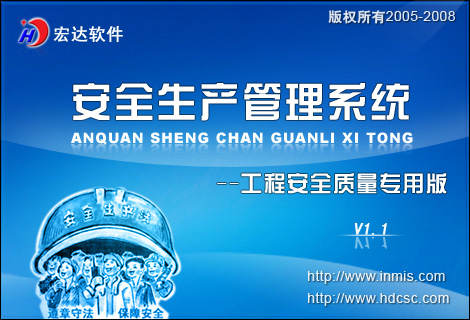 版权所有2005-2008
宏达软件
安全生产管理系统
ANQUAN SHENG CHAN GUANLI XI TONG
--工程安全质量专用版
V1.1
遵章守法 保障安全
http://www.inmis.com
http://www.hdcsc.com